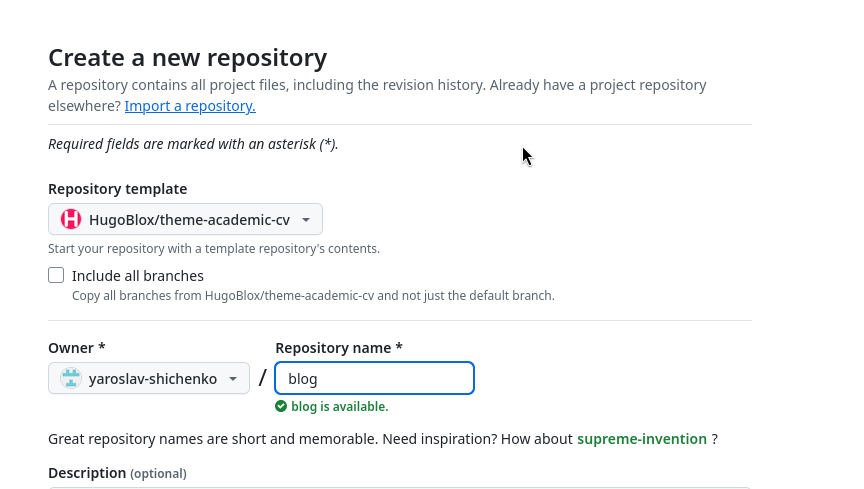 Create a new repository
A repository contains all project files, including the revision history. Already have a project repository
elsewhere? Import a repository.
Required fields are marked with an asterisk (*).
Repository template
HugoBlox/theme-academic-cv
Start your repository with a template repository's contents.
Include all branches
Copy all branches from HugoBlox/theme-academic-cv and not just the default branch.
Owner * Repository name *
yaroslav-shichenko / blog
blog is available.
Great repository names are short and memorable. Need inspiration? How about supreme-invention ?
Description (optional)